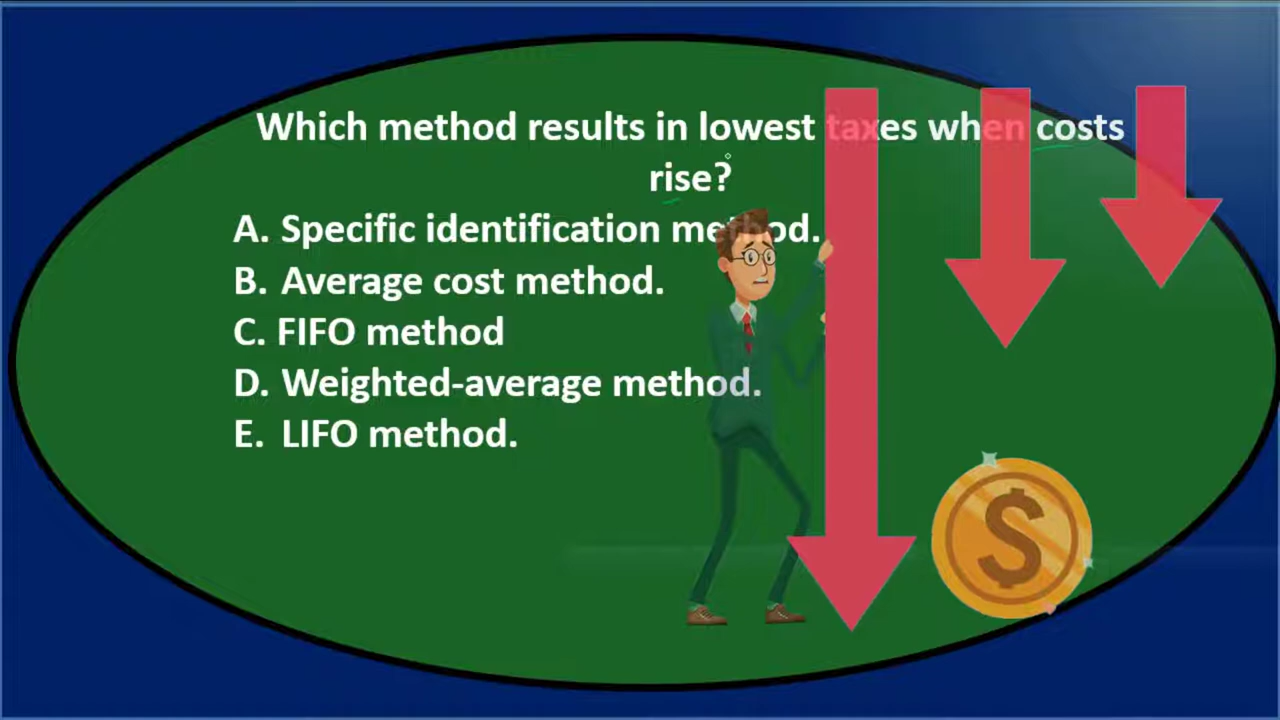 Which method results in lowest taxes when costs
rise?
A. Specific identification method.
B. Average cost method.
C. FIFO method
D. Weighted-average method.
E. LIFO method.
$